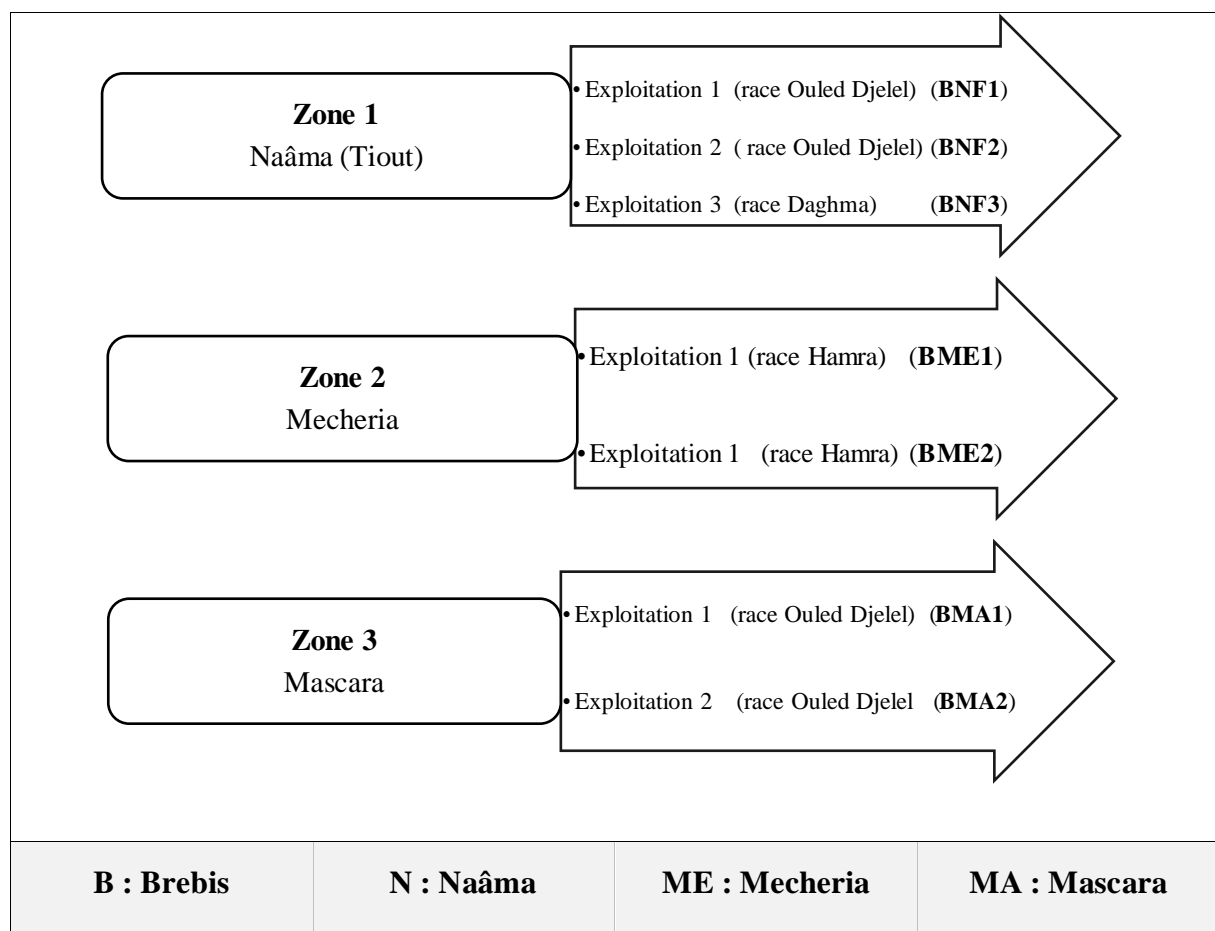 Zone 1
Naâma (Tiout)
• Exploitation 1 (race Ouled Djelel) (BNF1)
• Exploitation 2 ( race Ouled Djelel) (BNF2)
• Exploitation 3 (race Daghma) (BNF3)
Zone 2
Mecheria
• Exploitation 1 (race Hamra) (BME1)
• Exploitation 1 (race Hamra) (BME2)
Zone 3
Mascara
• Exploitation 1 (race Ouled Djelel) (BMA1)
• Exploitation 2 (race Ouled Djelel (BMA2)
B : Brebis
N : Naâma
ME : Mecheria
MA : Mascara